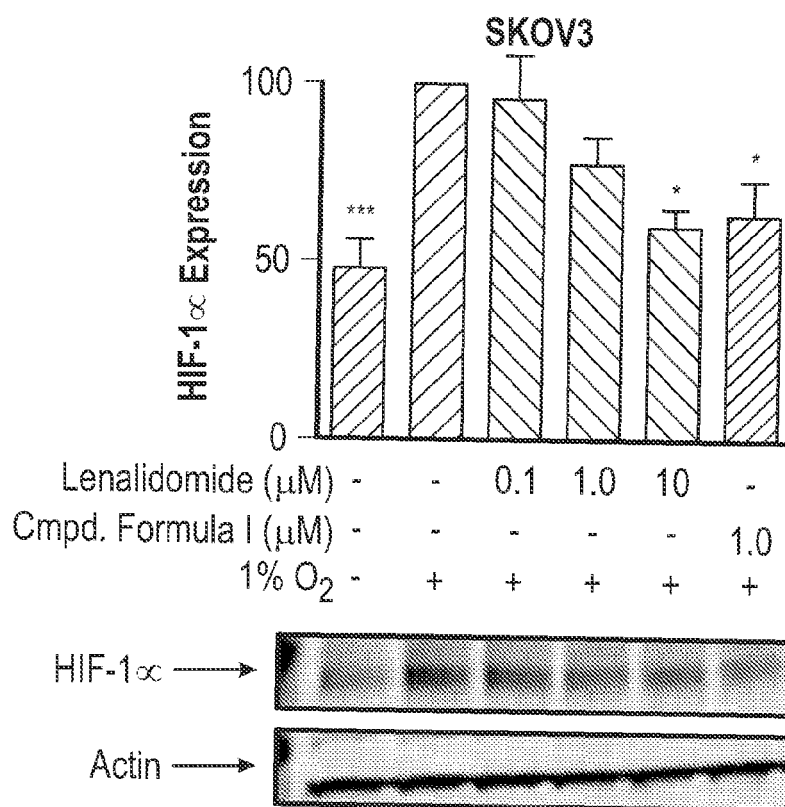 SKOV3
HIF-1∝ Expression
100
50
0
***
*
*
Lenalidomide (μM) - - 0.1 1.0 10 -
Cmpd. Formula I (μM) - - - - - 1.0
1% O₂ - + + + + +
HIF-1∝
Actin